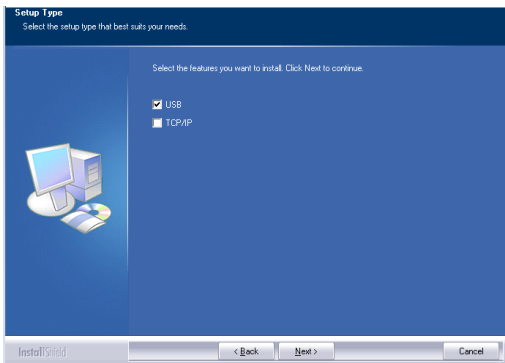 Setup Type
Select the setup type that best suits your needs.
Select the features you want to install. Click Next to continue.
USB
TCP/IP
InstallShield
< Back
Next >
Cancel